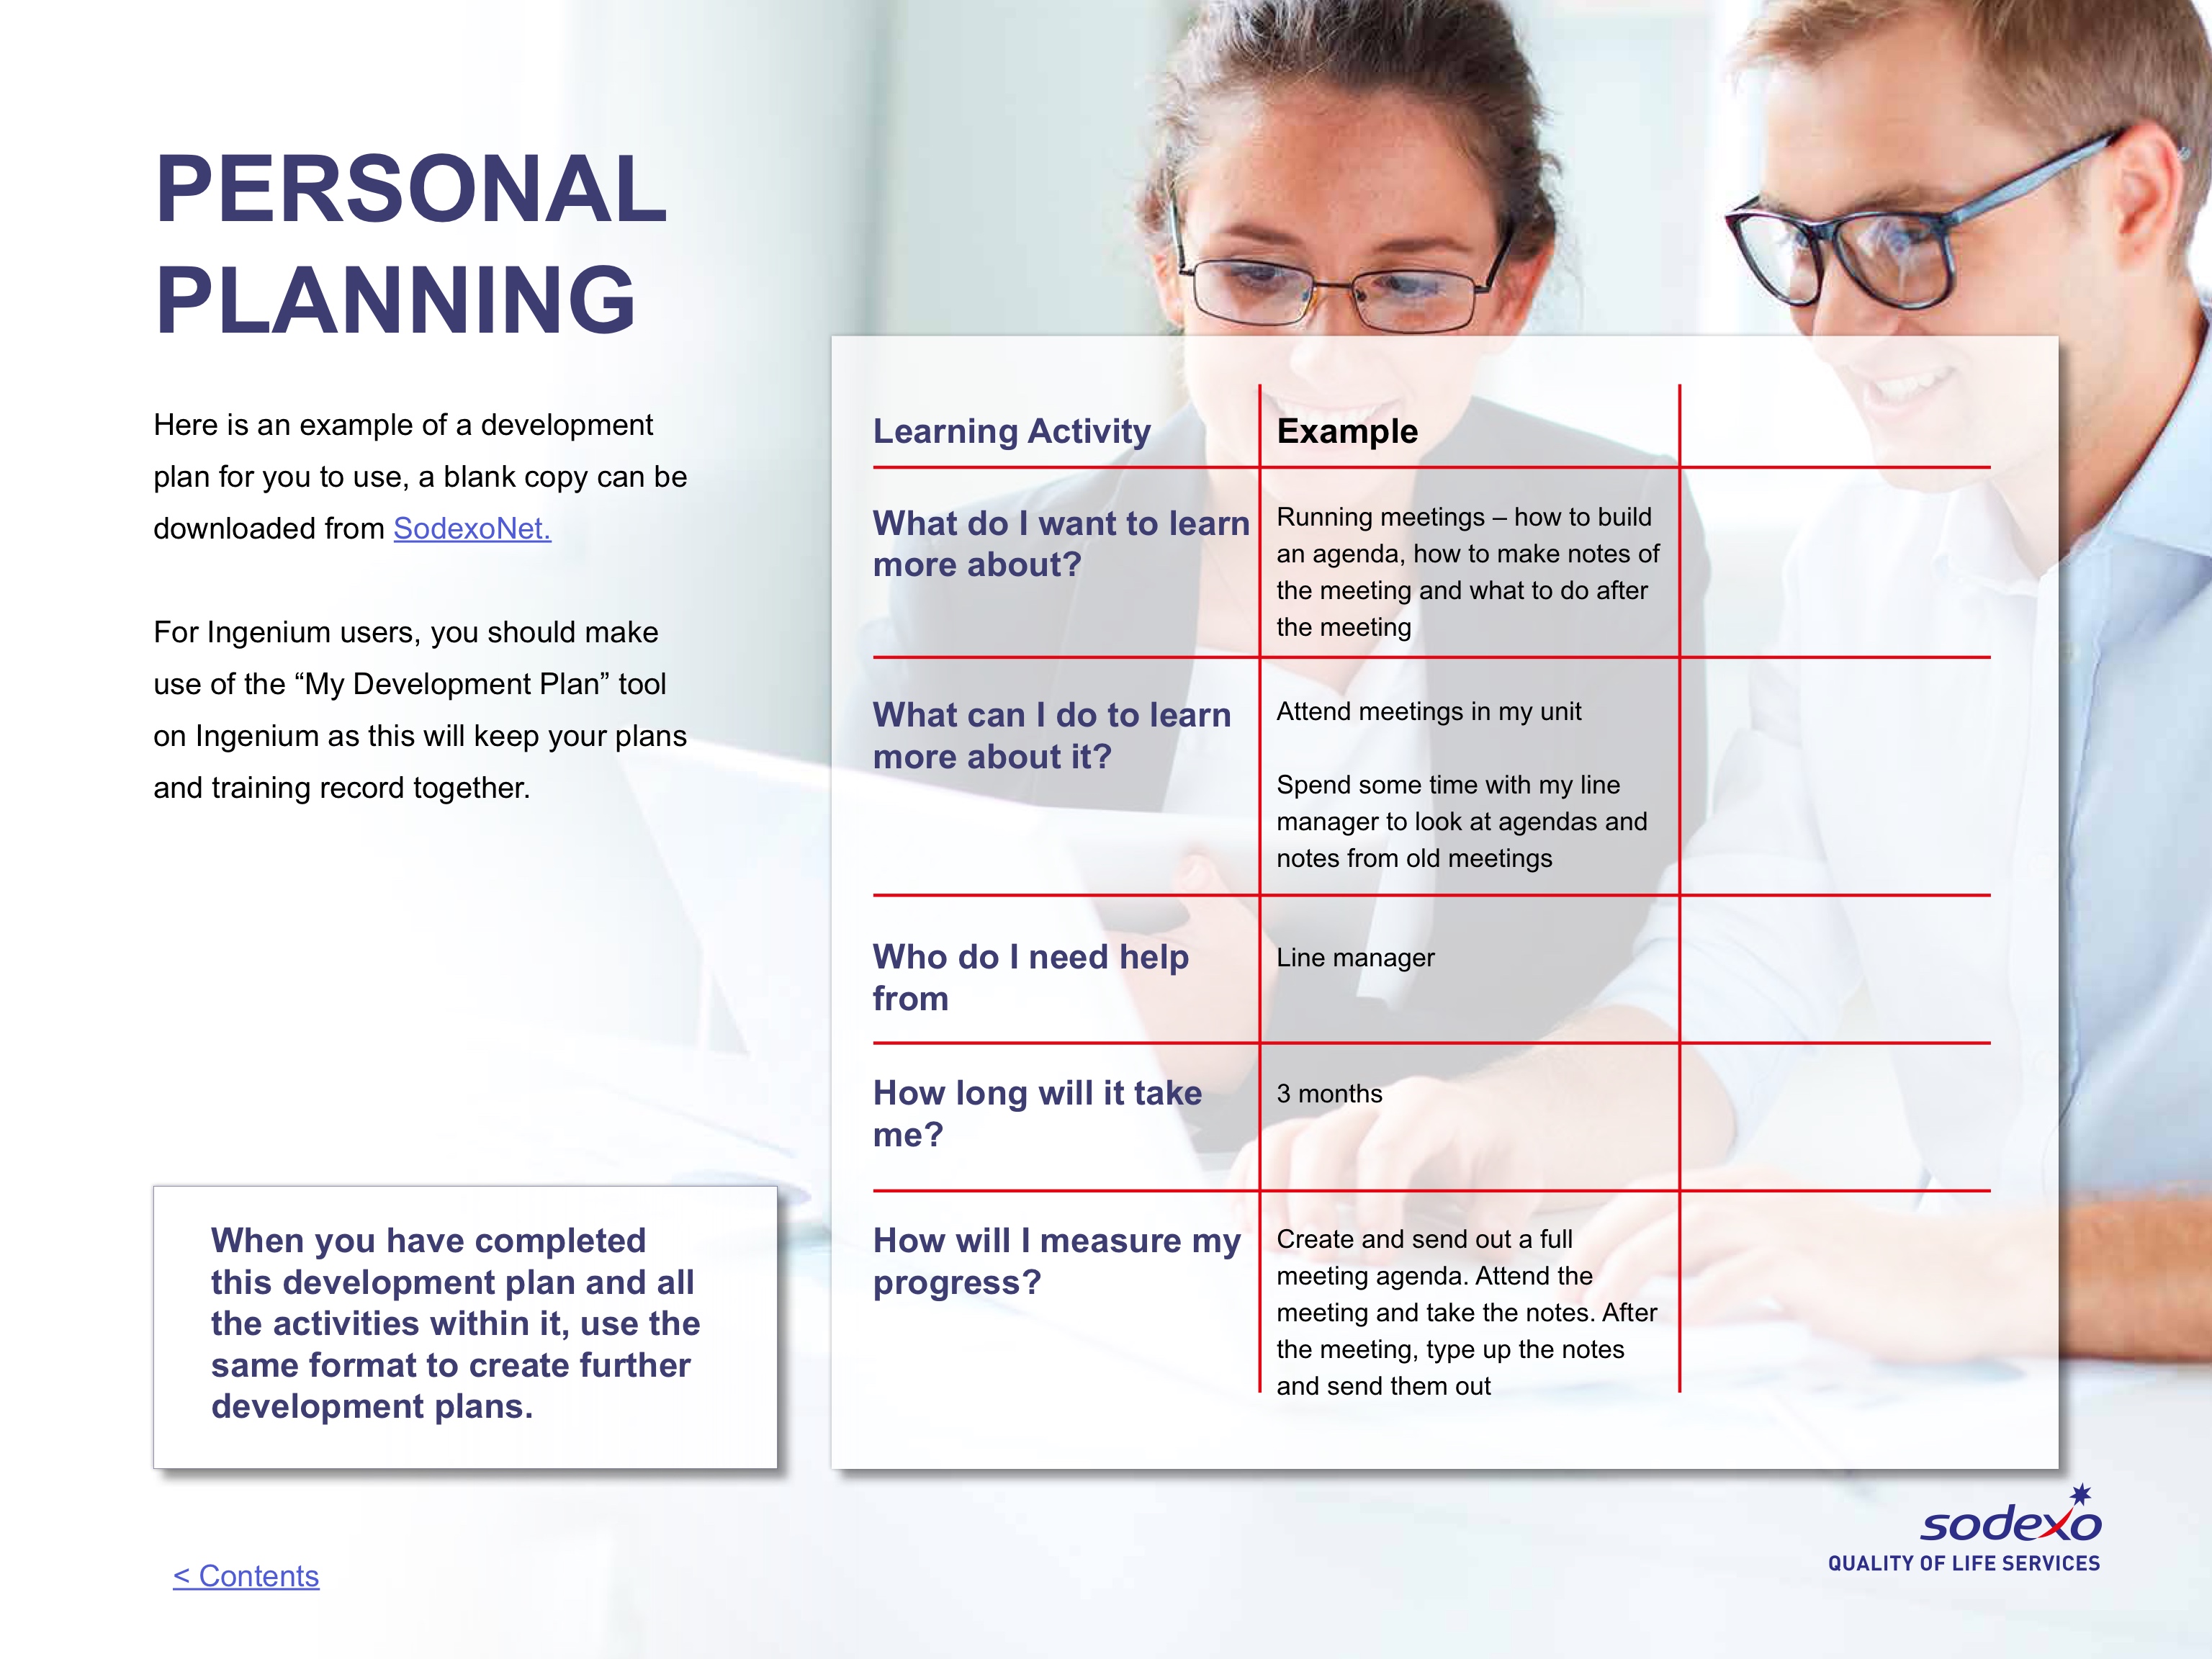 PERSONAL
PLANNING
Here is an example of a development
plan for you to use, a blank copy can be
downloaded from SodexoNet.
For Ingenium users, you should make
use of the “My Development Plan” tool
on Ingenium as this will keep your plans
and training record together.
When you have completed
this development plan and all
the activities within it, use the
same format to create further
development plans.
Learning Activity
Example
What do I want to learn
more about?
Running meetings – how to build
an agenda, how to make notes of
the meeting and what to do after
the meeting
What can I do to learn
more about it?
Attend meetings in my unit
Spend some time with my line
manager to look at agendas and
notes from old meetings
Who do I need help
from
Line manager
How long will it take
me?
3 months
How will I measure my
progress?
Create and send out a full
meeting agenda. Attend the
meeting and take the notes. After
the meeting, type up the notes
and send them out
< Contents
sodexo
QUALITY OF LIFE SERVICES